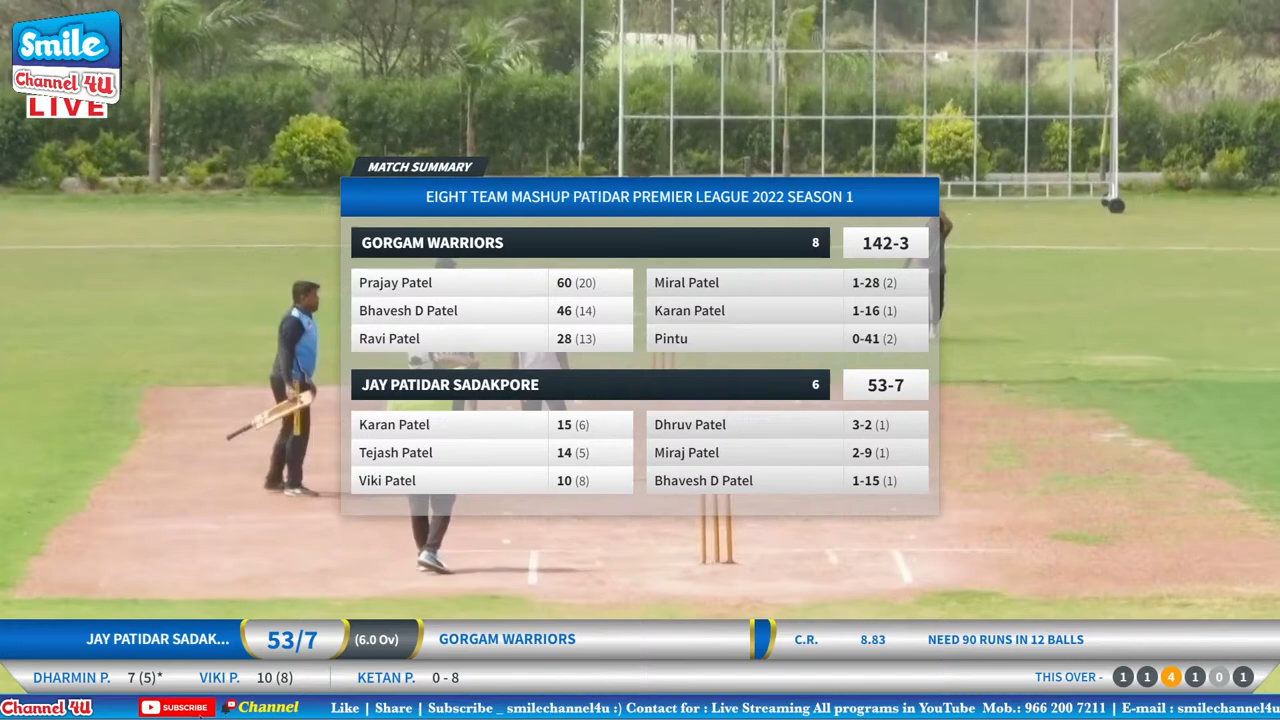 Smile
Channel 4U
LIVE
MATCH SUMMARY
EIGHT TEAM MASHUP PATIDAR PREMIER LEAGUE 2022 SEASON 1
GORGAM WARRIORS 8 142-3
Prajay Patel 60 (20) Miral Patel 1-28 (2)
Bhavesh D Patel 46 (14) Karan Patel 1-16 (1)
Ravi Patel 28 (13) Pintu 0-41 (2)
JAY PATIDAR SADAKPORE 6 53-7
Karan Patel 15 (6) Dhruv Patel 3-2 (1)
Tejash Patel 14 (5) Miraj Patel 2-9 (1)
Viki Patel 10 (8) Bhavesh D Patel 1-15 (1)
JAY PATIDAR SADAK... 53/7 (6.0 Ov) GORGAM WARRIORS C.R. 8.83 NEED 90 RUNS IN 12 BALLS
DHARMIN P. 7 (5)* VIKI P. 10 (8) KETAN P. 0 - 8 THIS OVER - 1 1 4 1 0 1
Channel 4U SUBSCRIBE Channel Like | Share | Subscribe _ smilechannel4u :) Contact for : Live Streaming All programs in YouTube Mob.: 966 200 7211 | E-mail : smilechannel4u